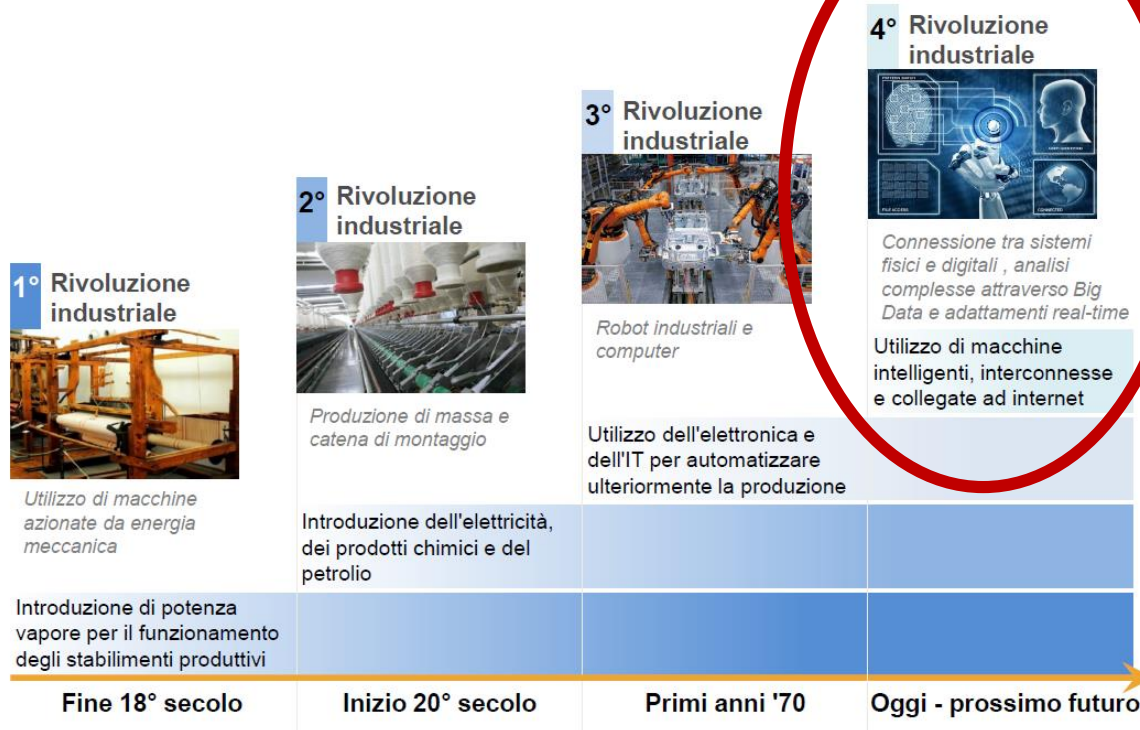 1° Rivoluzione
industriale
Utilizzo di macchine
azionate da energia
meccanica
Introduzione di potenza
vapore per il funzionamento
degli stabilimenti produttivi
Fine 18° secolo
2° Rivoluzione
industriale
Produzione di massa e
catena di montaggio
Introduzione dell'elettricità,
dei prodotti chimici e del
petrolio
Inizio 20° secolo
3° Rivoluzione
industriale
Robot industriali e
computer
Utilizzo dell'elettronica e
dell'IT per automatizzare
ulteriormente la produzione
Primi anni '70
4° Rivoluzione
industriale
Connessione tra sistemi
fisici e digitali , analisi
complesse attraverso Big
Data e adattamenti real-time
Utilizzo di macchine
intelligenti, interconnesse
e collegate ad internet
Oggi - prossimo futuro